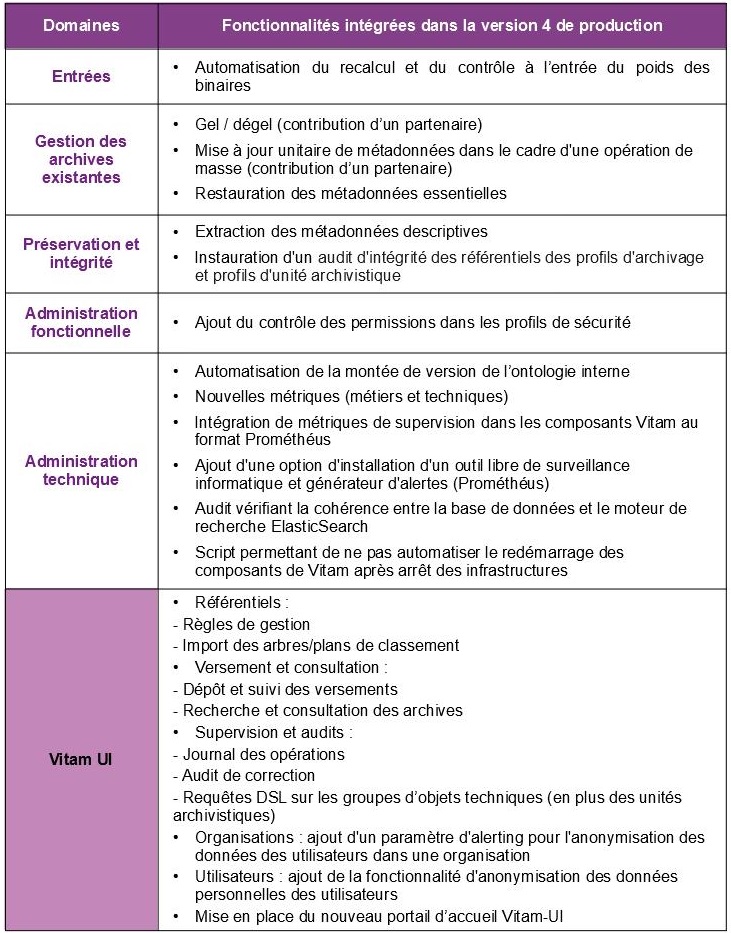 Domaines
Fonctionnalités intégrées dans la version 4 de production
Entrées
• Automatisation du recalcul et du contrôle à l’entrée du poids des
binaires
Gestion des
archives
existantes
• Gel / dégel (contribution d’un partenaire)
• Mise à jour unitaire de métadonnées dans le cadre d'une opération de
masse (contribution d’un partenaire)
• Restauration des métadonnées essentielles
Préservation et
intégrité
• Extraction des métadonnées descriptives
• Instauration d'un audit d'intégrité des référentiels des profils d'archivage
et profils d'unité archivistique
Administration
fonctionnelle
• Ajout du contrôle des permissions dans les profils de sécurité
Administration
technique
• Automatisation de la montée de version de l’ontologie interne
• Nouvelles métriques (métiers et techniques)
• Intégration de métriques de supervision dans les composants Vitam au
format Prométhéus
• Ajout d'une option d'installation d'un outil libre de surveillance
informatique et générateur d'alertes (Prométhéus)
• Audit vérifiant la cohérence entre la base de données et le moteur de
recherche ElasticSearch
• Script permettant de ne pas automatiser le redémarrage des
composants de Vitam après arrêt des infrastructures
Vitam UI
• Référentiels :
- Règles de gestion
- Import des arbres/plans de classement
• Versement et consultation :
- Dépôt et suivi des versements
- Recherche et consultation des archives
• Supervision et audits :
- Journal des opérations
- Audit de correction
- Requêtes DSL sur les groupes d’objets techniques (en plus des unités
archivistiques)
• Organisations : ajout d'un paramètre d'alerting pour l'anonymisation des
données des utilisateurs dans une organisation
• Utilisateurs : ajout de la fonctionnalité d'anonymisation des données
personnelles des utilisateurs
• Mise en place du nouveau portail d’accueil Vitam-UI